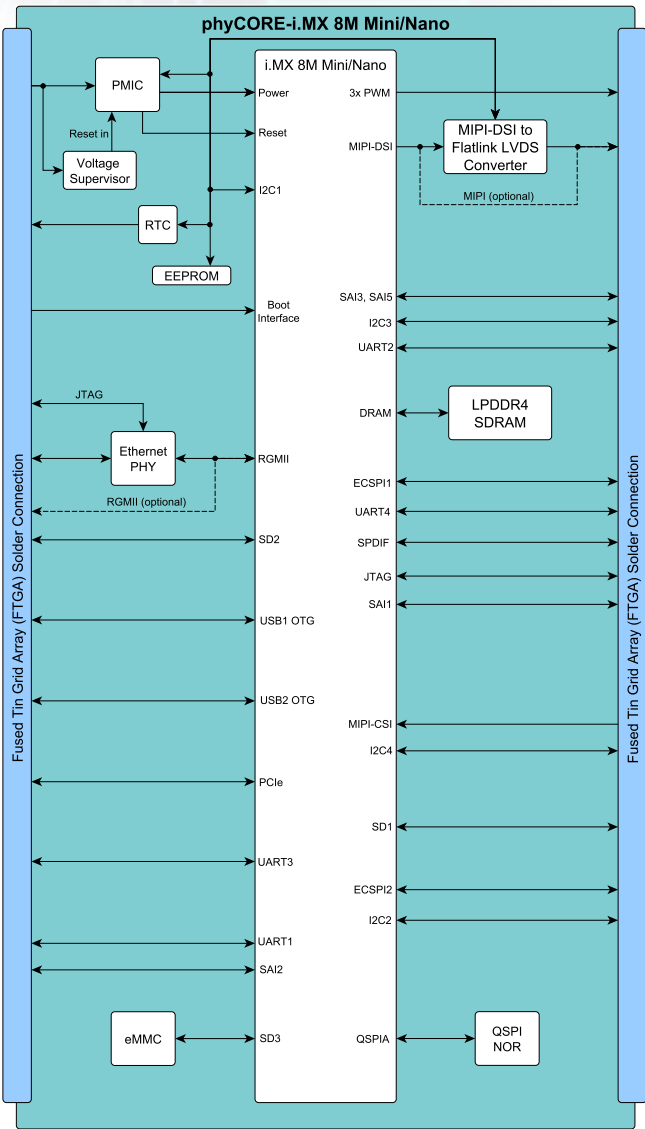 phyCORE-i.MX 8M Mini/Nano
i.MX 8M Mini/Nano
PMIC
Power
3x PWM
Reset in
Reset
MIPI-DSI
MIPI-DSI to
Flatlink LVDS
Converter
Voltage
Supervisor
I2C1
MIPI (optional)
RTC
EEPROM
Boot
Interface
SAI3, SAI5
I2C3
UART2
JTAG
DRAM
LPDDR4
SDRAM
Ethernet
PHY
RGMII
RGMII (optional)
ECSPI1
UART4
SD2
SPDIF
JTAG
SAI1
USB1 OTG
USB2 OTG
MIPI-CSI
I2C4
PCIe
SD1
UART3
ECSPI2
I2C2
UART1
SAI2
eMMC
SD3
QSPIA
QSPI
NOR
Fused Tin Grid Array (FTGA) Solder Connection
Fused Tin Grid Array (FTGA) Solder Connection